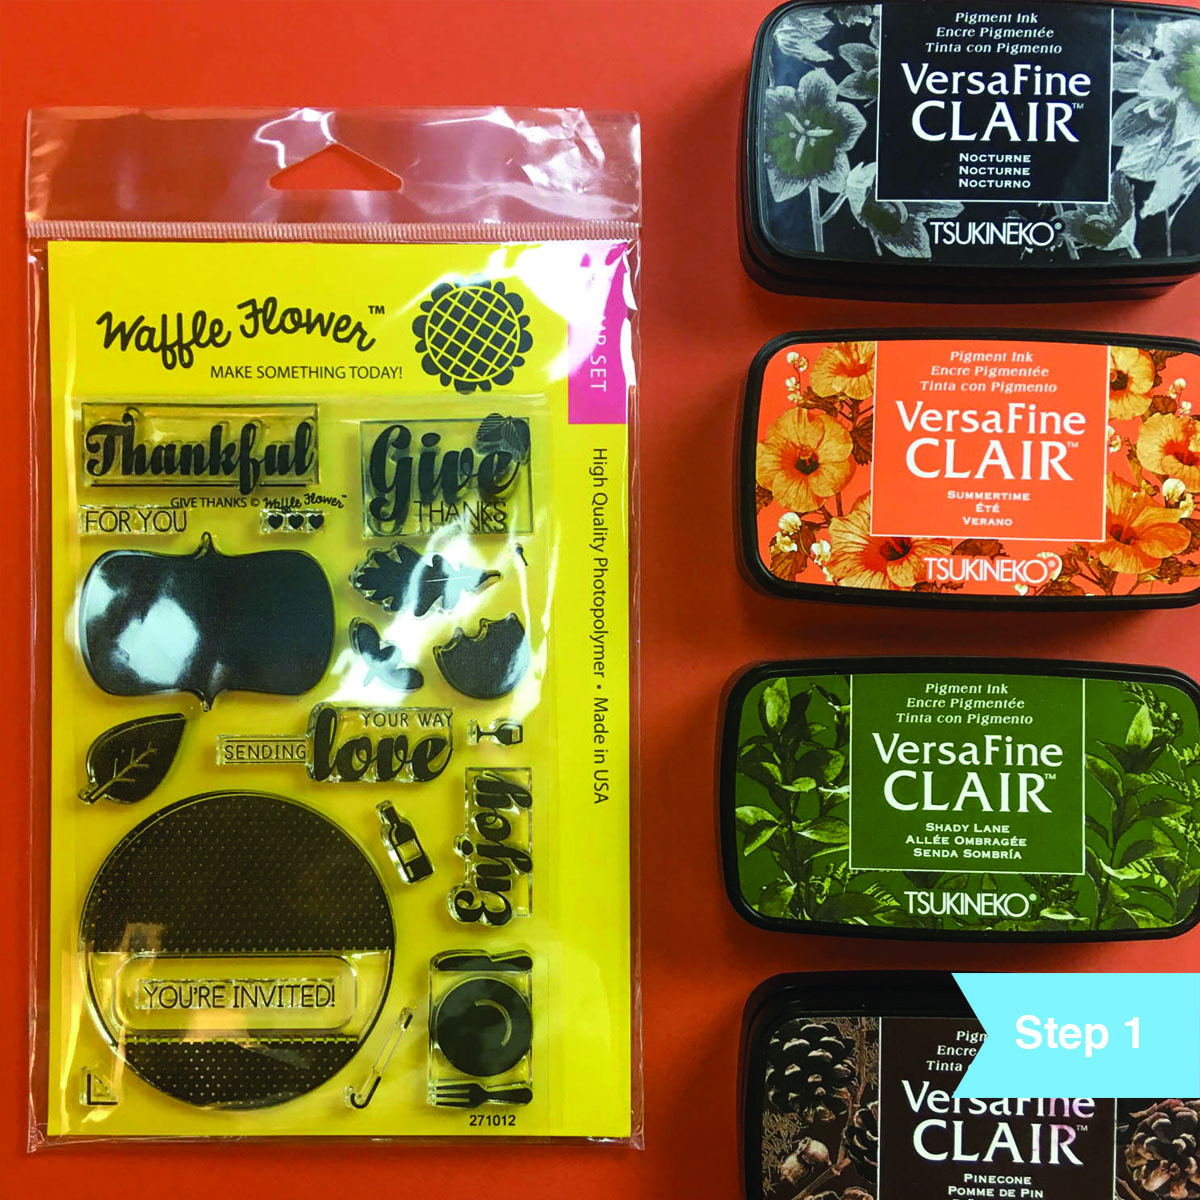 Waffle Flower™
MAKE SOMETHING TODAY!
SET
High Quality Photopolymer • Made in USA
Thankful
Give
THANKS
GIVE THANKS © Waffle Flower™
FOR YOU
YOUR WAY
SENDING
love
Enjoy
YOU'RE INVITED!
271012
Pigment Ink
Encre Pigmentée
Tinta con Pigmento
VersaFine
CLAIR™
NOCTURNE
NOCTURNE
NOCTURNO
TSUKINEKO®
Pigment Ink
Encre Pigmentée
Tinta con Pigmento
VersaFine
CLAIR™
SUMMERTIME
ÉTÉ
VERANO
TSUKINEKO®
Pigment Ink
Encre Pigmentée
Tinta con Pigmento
VersaFine
CLAIR™
SHADY LANE
ALLÉE OMBRAGÉE
SENDA SOMBRÍA
TSUKINEKO®
Step 1
Encre
Tinta
VersaFine
CLAIR™
PINECONE
POMME DE PIN